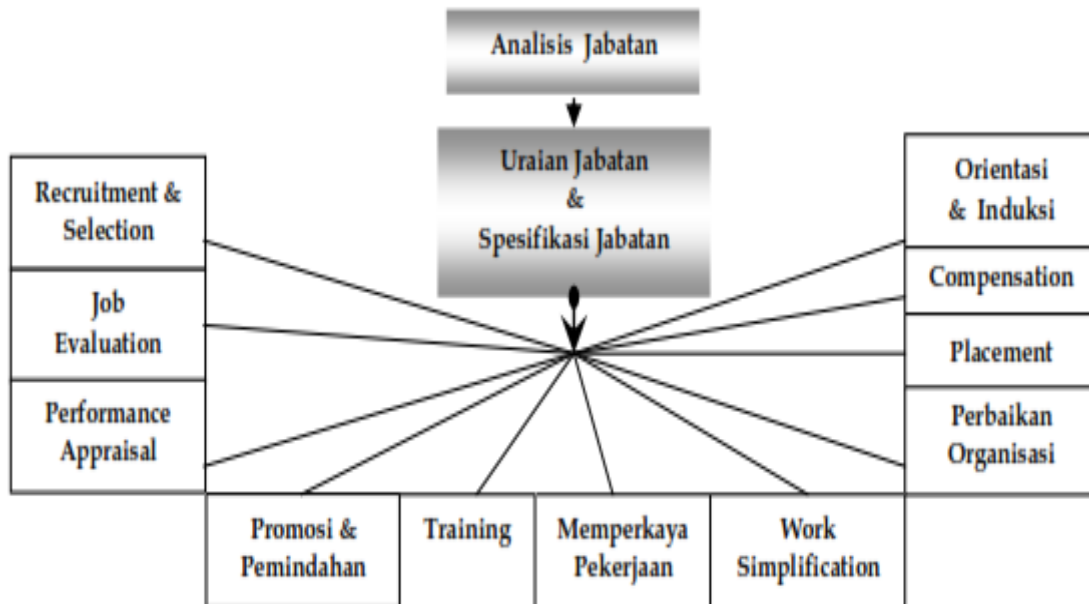 Analisis Jabatan
Uraian Jabatan
&
Spesifikasi Jabatan
Recruitment &
Selection
Job
Evaluation
Performance
Appraisal
Promosi &
Pemindahan
Training
Memperkaya
Pekerjaan
Work
Simplification
Orientasi
& Induksi
Compensation
Placement
Perbaikan
Organisasi